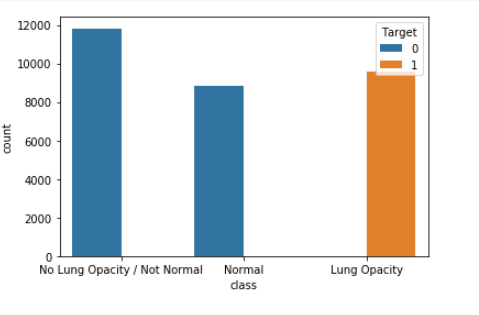 Target
0
1
12000
10000
8000
6000
4000
2000
0
count
No Lung Opacity / Not Normal
Normal
Lung Opacity
class